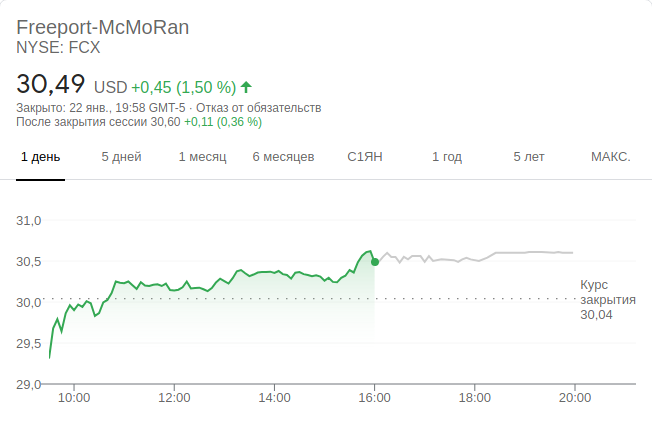 Freeport-McMoRan
NYSE: FCX
30,49 USD +0,45 (1,50 %)
Закрыто: 22 янв., 19:58 GMT-5 · Отказ от обязательств
После закрытия сессии 30,60 +0,11 (0,36 %)
1 день 5 дней 1 месяц 6 месяцев С1ЯН 1 год 5 лет МАКС.
31,0
30,5
30,0
29,5
29,0
Курс
закрытия
30,04
10:00 12:00 14:00 16:00 18:00 20:00